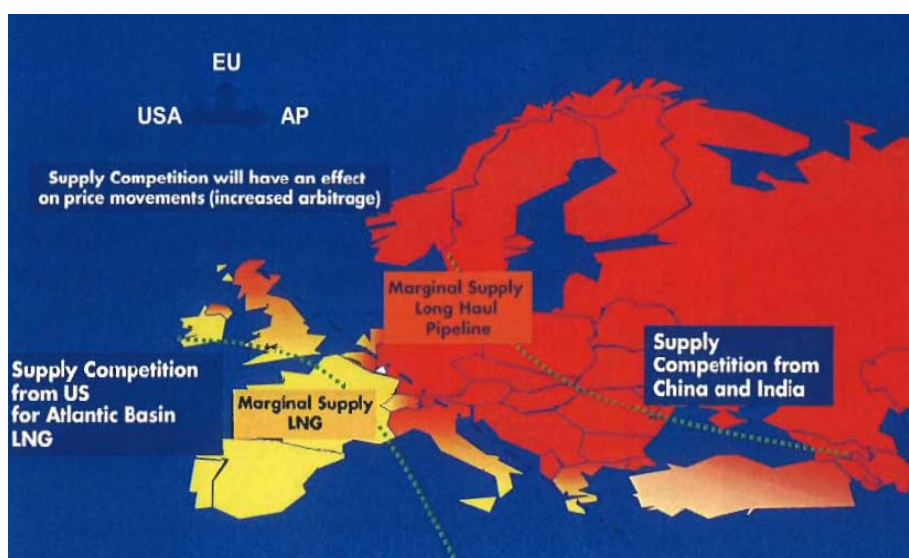 EU
USA AP
Supply Competition will have an effect
on price movements (increased arbitrage)
Marginal Supply
Long Haul
Pipeline
Supply
Competition from
China and India
Supply Competition
from US
for Atlantic Basin
LNG
Marginal Supply
LNG